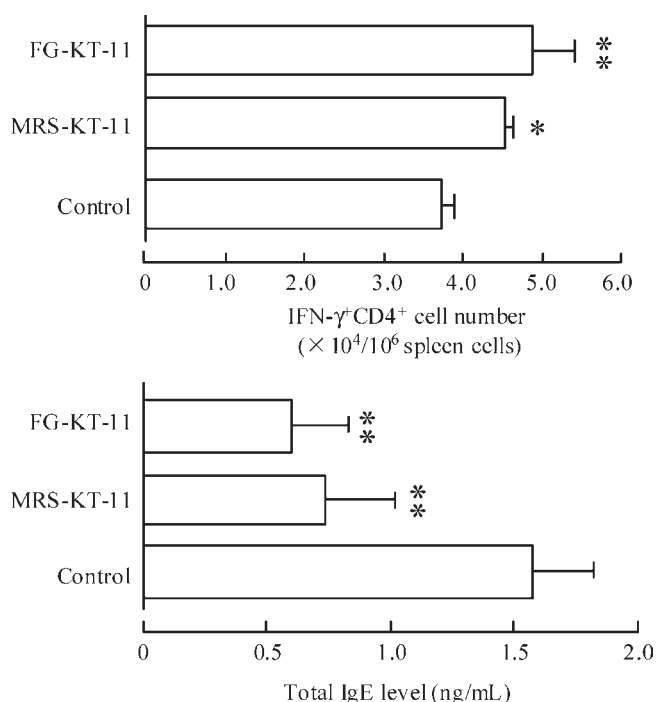 FG-KT-11
**
MRS-KT-11
*
Control
0 1.0 2.0 3.0 4.0 5.0 6.0
IFN-γ⁺CD4⁺ cell number
(×10⁴/10⁶ spleen cells)
FG-KT-11
**
MRS-KT-11
**
Control
0 0.5 1.0 1.5 2.0
Total IgE level (ng/mL)